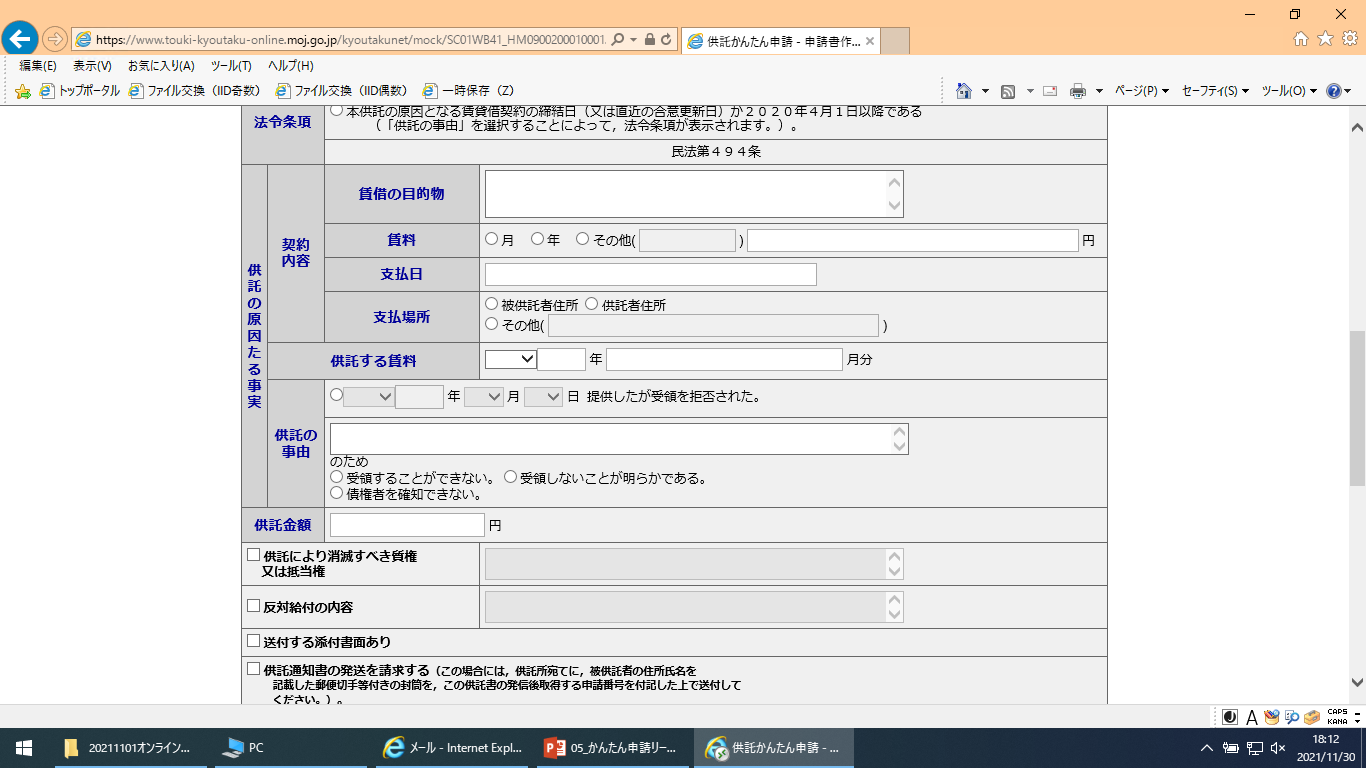 https://www.touki-kyoutaku-online.moj.go.jp/kyoutakunet/mock/SC01WB41_HM0900200010001.
供託かんたん申請 - 申請書作...
編集(E) 表示(V) お気に入り(A) ツール(T) ヘルプ(H)
トップポータル ファイル交換（IID奇数） ファイル交換（IID偶数） 一時保存（Z）
ページ(P) セーフティ(S) ツール(O)
法令条項
本供託の原因となる賃貸借契約の締結日（又は直近の合意更新日）が２０２０年４月１日以降である
（「供託の事由」を選択することによって，法令条項が表示されます。）。
民法第４９４条
供託の原因たる事実
契約内容
賃借の目的物
賃料
月 年 その他( ) 円
支払日
支払場所
被供託者住所 供託者住所
その他( )
供託する賃料
年 月分
供託の事由
年 月 日 提供したが受領を拒否された。
のため
受領することができない。 受領しないことが明らかである。
債権者を確知できない。
供託金額
円
供託により消滅すべき質権
又は抵当権
反対給付の内容
送付する添付書面あり
供託通知書の発送を請求する（この場合には，供託所宛てに，被供託者の住所氏名を
記載した郵便切手等付きの封筒を，この供託書の発信後取得する申請番号を付記した上で送付して
ください。）。
A
CAPS
KANA
20211101オンライン...
PC
メール - Internet Expl...
05_かんたん申請リー...
供託かんたん申請 - ...
18:12
2021/11/30